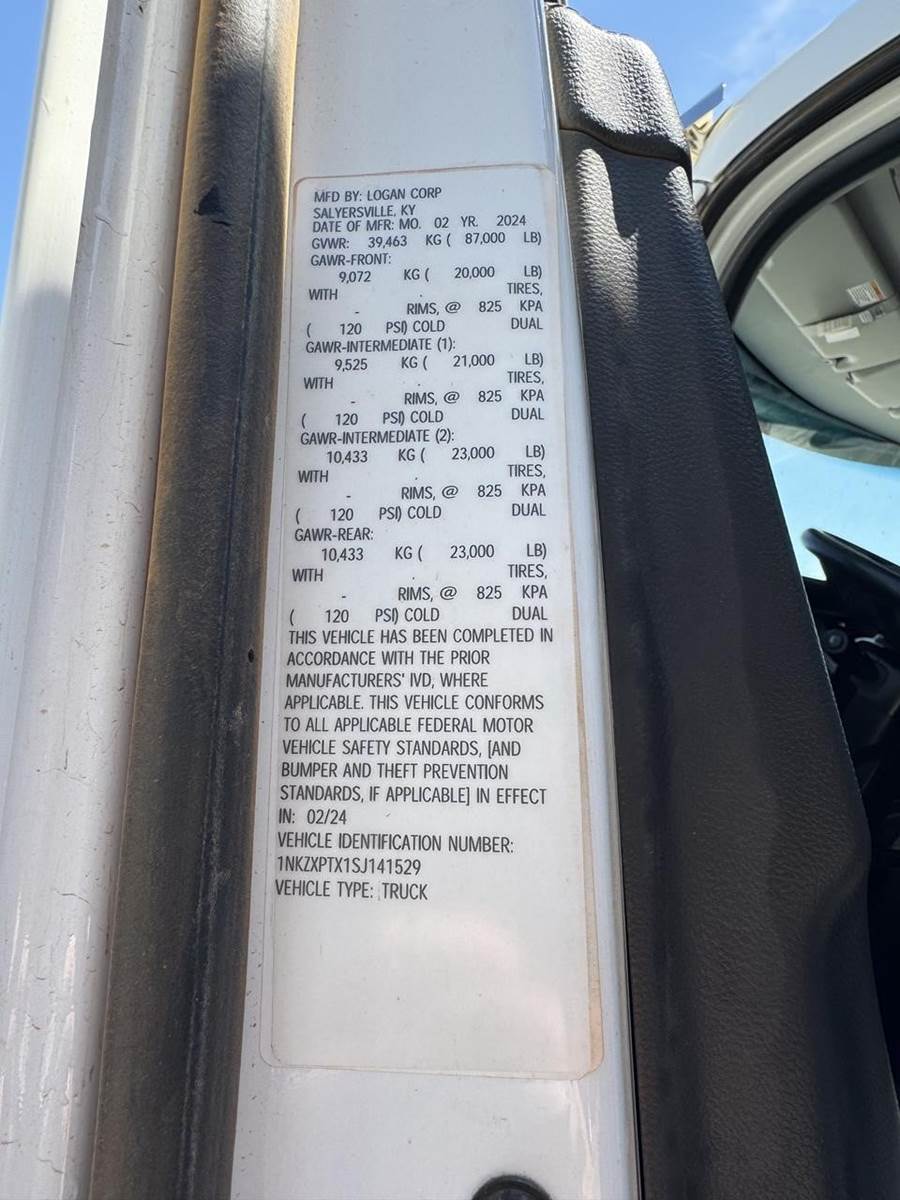 MFD BY: LOGAN CORP
SALYERSVILLE, KY
DATE OF MFR: MO. 02 YR. 2024
GVWR: 39,463 KG ( 87,000 LB)
GAWR-FRONT:
9,072 KG ( 20,000 LB)
WITH . TIRES,
- RIMS, @ 825 KPA
( 120 PSI) COLD DUAL
GAWR-INTERMEDIATE (1):
9,525 KG ( 21,000 LB)
WITH . TIRES,
- RIMS, @ 825 KPA
( 120 PSI) COLD DUAL
GAWR-INTERMEDIATE (2):
10,433 KG ( 23,000 LB)
WITH . TIRES,
- RIMS, @ 825 KPA
( 120 PSI) COLD DUAL
GAWR-REAR:
10,433 KG ( 23,000 LB)
WITH . TIRES,
- RIMS, @ 825 KPA
( 120 PSI) COLD DUAL
THIS VEHICLE HAS BEEN COMPLETED IN
ACCORDANCE WITH THE PRIOR
MANUFACTURERS' IVD, WHERE
APPLICABLE. THIS VEHICLE CONFORMS
TO ALL APPLICABLE FEDERAL MOTOR
VEHICLE SAFETY STANDARDS, [AND
BUMPER AND THEFT PREVENTION
STANDARDS, IF APPLICABLE] IN EFFECT
IN: 02/24
VEHICLE IDENTIFICATION NUMBER:
1NKZXPTX1SJ141529
VEHICLE TYPE: TRUCK